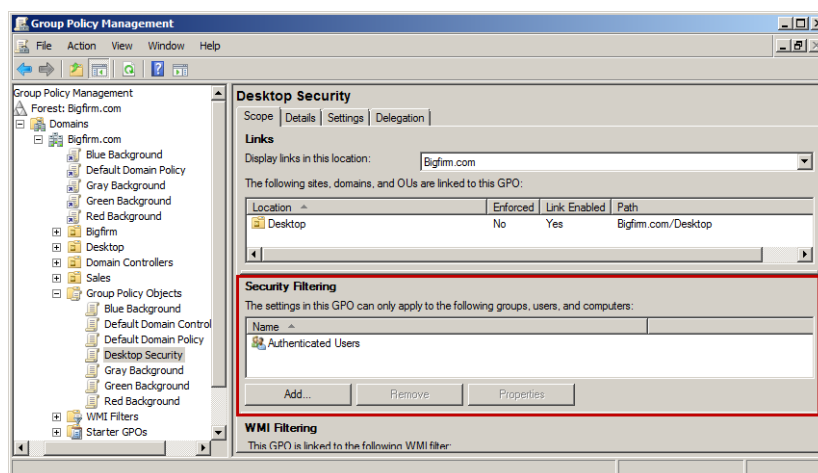 Group Policy Management
File Action View Window Help
Group Policy Management
Forest: Bigfirm.com
Domains
Bigfirm.com
Blue Background
Default Domain Policy
Gray Background
Green Background
Red Background
Bigfirm
Desktop
Domain Controllers
Sales
Group Policy Objects
Blue Background
Default Domain Control
Default Domain Policy
Desktop Security
Gray Background
Green Background
Red Background
WMI Filters
Starter GPOs
Desktop Security
Scope Details Settings Delegation
Links
Display links in this location: Bigfirm.com
The following sites, domains, and OUs are linked to this GPO:
Location Enforced Link Enabled Path
Desktop No Yes Bigfirm.com/Desktop
Security Filtering
The settings in this GPO can only apply to the following groups, users, and computers:
Name
Authenticated Users
Add... Remove Properties
WMI Filtering
This GPO is linked to the following WMI filter: